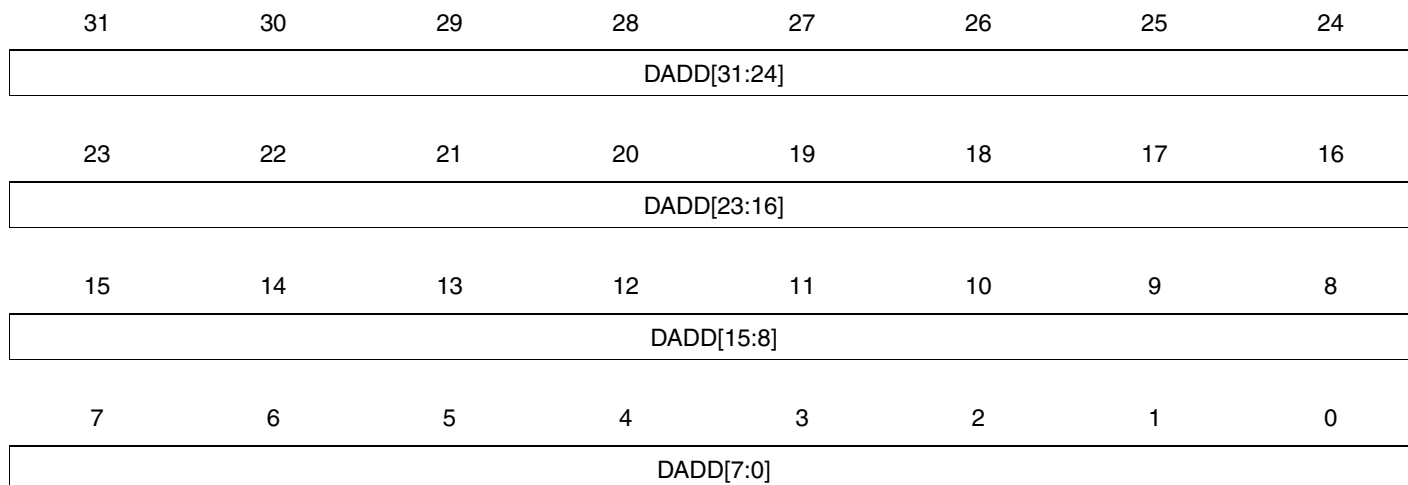 31 30 29 28 27 26 25 24
DADD[31:24]
23 22 21 20 19 18 17 16
DADD[23:16]
15 14 13 12 11 10 9 8
DADD[15:8]
7 6 5 4 3 2 1 0
DADD[7:0]